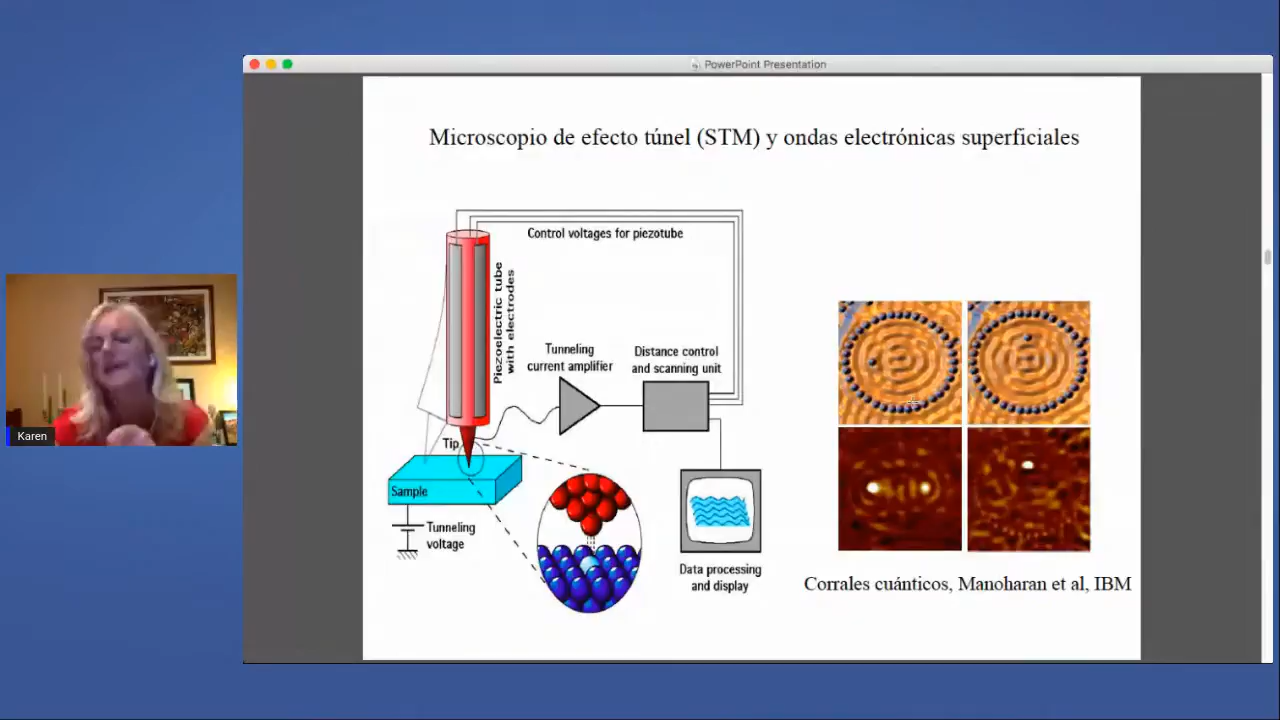 PowerPoint Presentation
Microscopio de efecto túnel (STM) y ondas electrónicas superficiales
Control voltages for piezotube
Piezoelectric tube
with electrodes
Tunneling
current amplifier
Distance control
and scanning unit
Tip
Sample
Tunneling
voltage
Data processing
and display
Corrales cuánticos, Manoharan et al, IBM
Karen